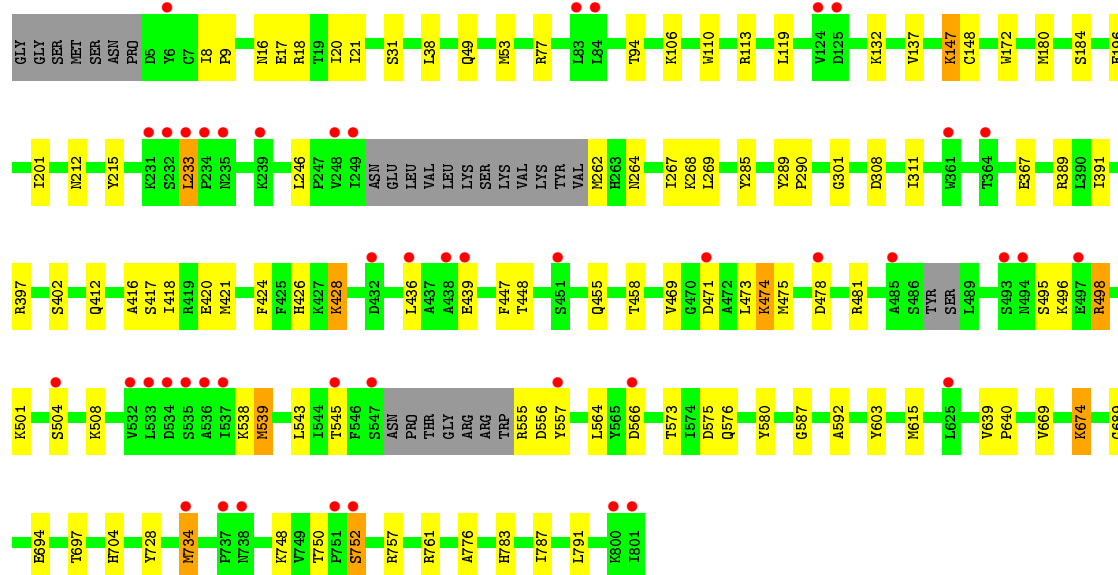 GLY GLY SER MET SER ASN PRO D5 Y6 C7 I8 P9 N16 E17 R18 T19 I20 I21 S31 L38 Q49 M53 R77 L83 L84 T94 K106 W110 R113 L119 V124 D125 K132 V137 K147 C148 W172 M180 S184
I201 N212 Y215 K231 S232 L233 P234 N235 K239 L246 P247 V248 I249 ASN GLU LEU VAL LEU LYS SER LYS VAL LYS TYR VAL M262 H263 N264 I267 K268 L269 Y285 Y289 P290 G301 D308 I311 W361 T364 E367 R389 L390 I391
R397 S402 Q412 A416 S417 I418 R419 E420 M421 F424 F425 H426 K427 K428 D432 L436 A437 A438 E439 F447 T448 S451 Q455 T458 V469 G470 D471 A472 L473 K474 M475 D478 R481 A485 S486 TYR SER L489 S493 N494 S495 K496 E497 R498
K501 S504 K508 V532 L533 D534 S535 A536 I537 K538 M539 L543 I544 T545 F546 S547 ASN PRO THR GLY ARG ARG TRP R555 D556 Y557 L564 Y565 D566 T573 I574 D575 Q576 Y580 G587 A592 Y603 M615 L625 V639 P640 V669 K674
E694 T697 H704 Y728 M734 P737 N738 K748 V749 T750 P751 S752 R757 R761 A776 H783 I787 L791 K800 I801